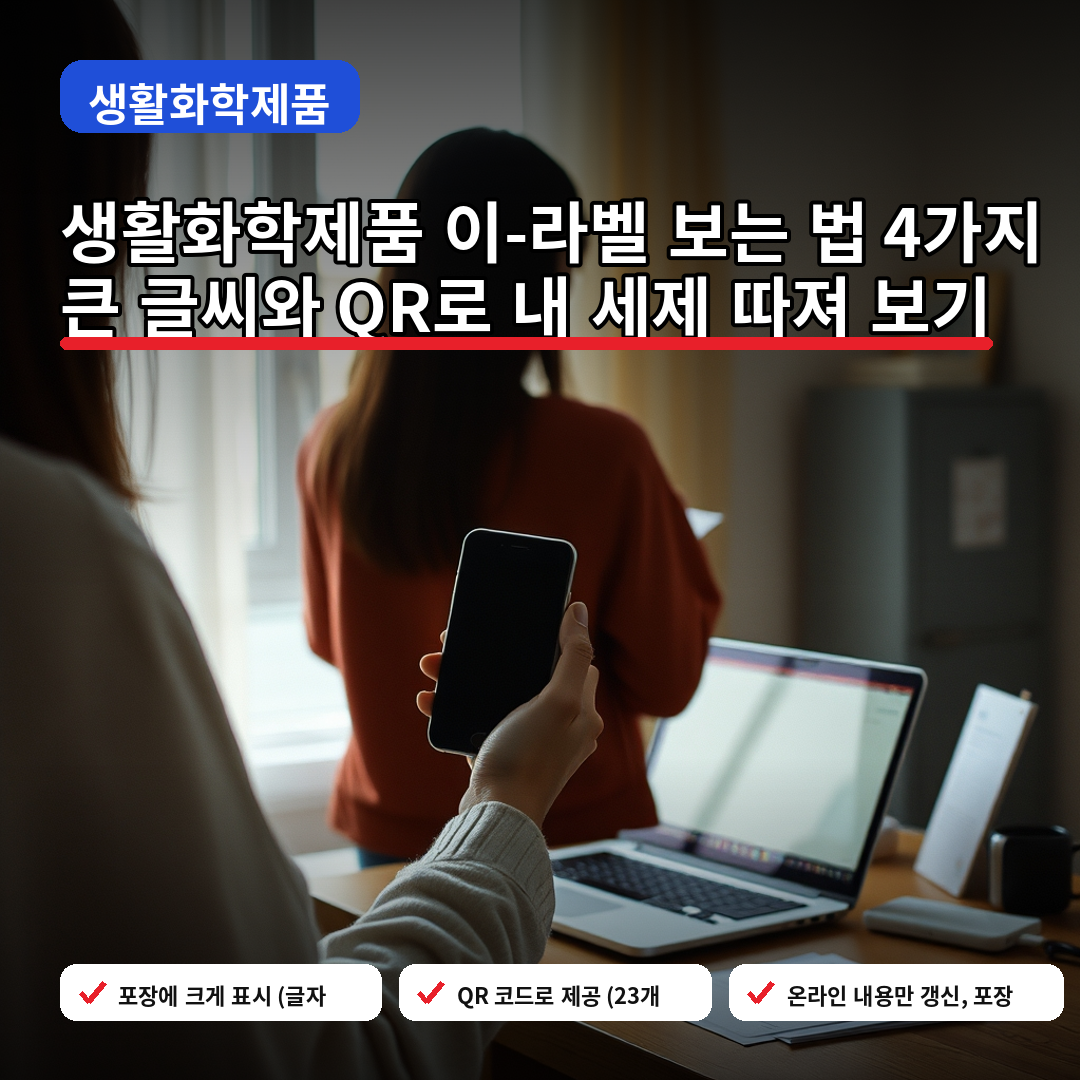 생활화학제품
생활화학제품 이-라벨 보는 법 4가지
큰 글씨와 QR로 내 세제 따져 보기
포장에 크게 표시 (글자
QR 코드로 제공 (23개
온라인 내용만 갱신, 포장